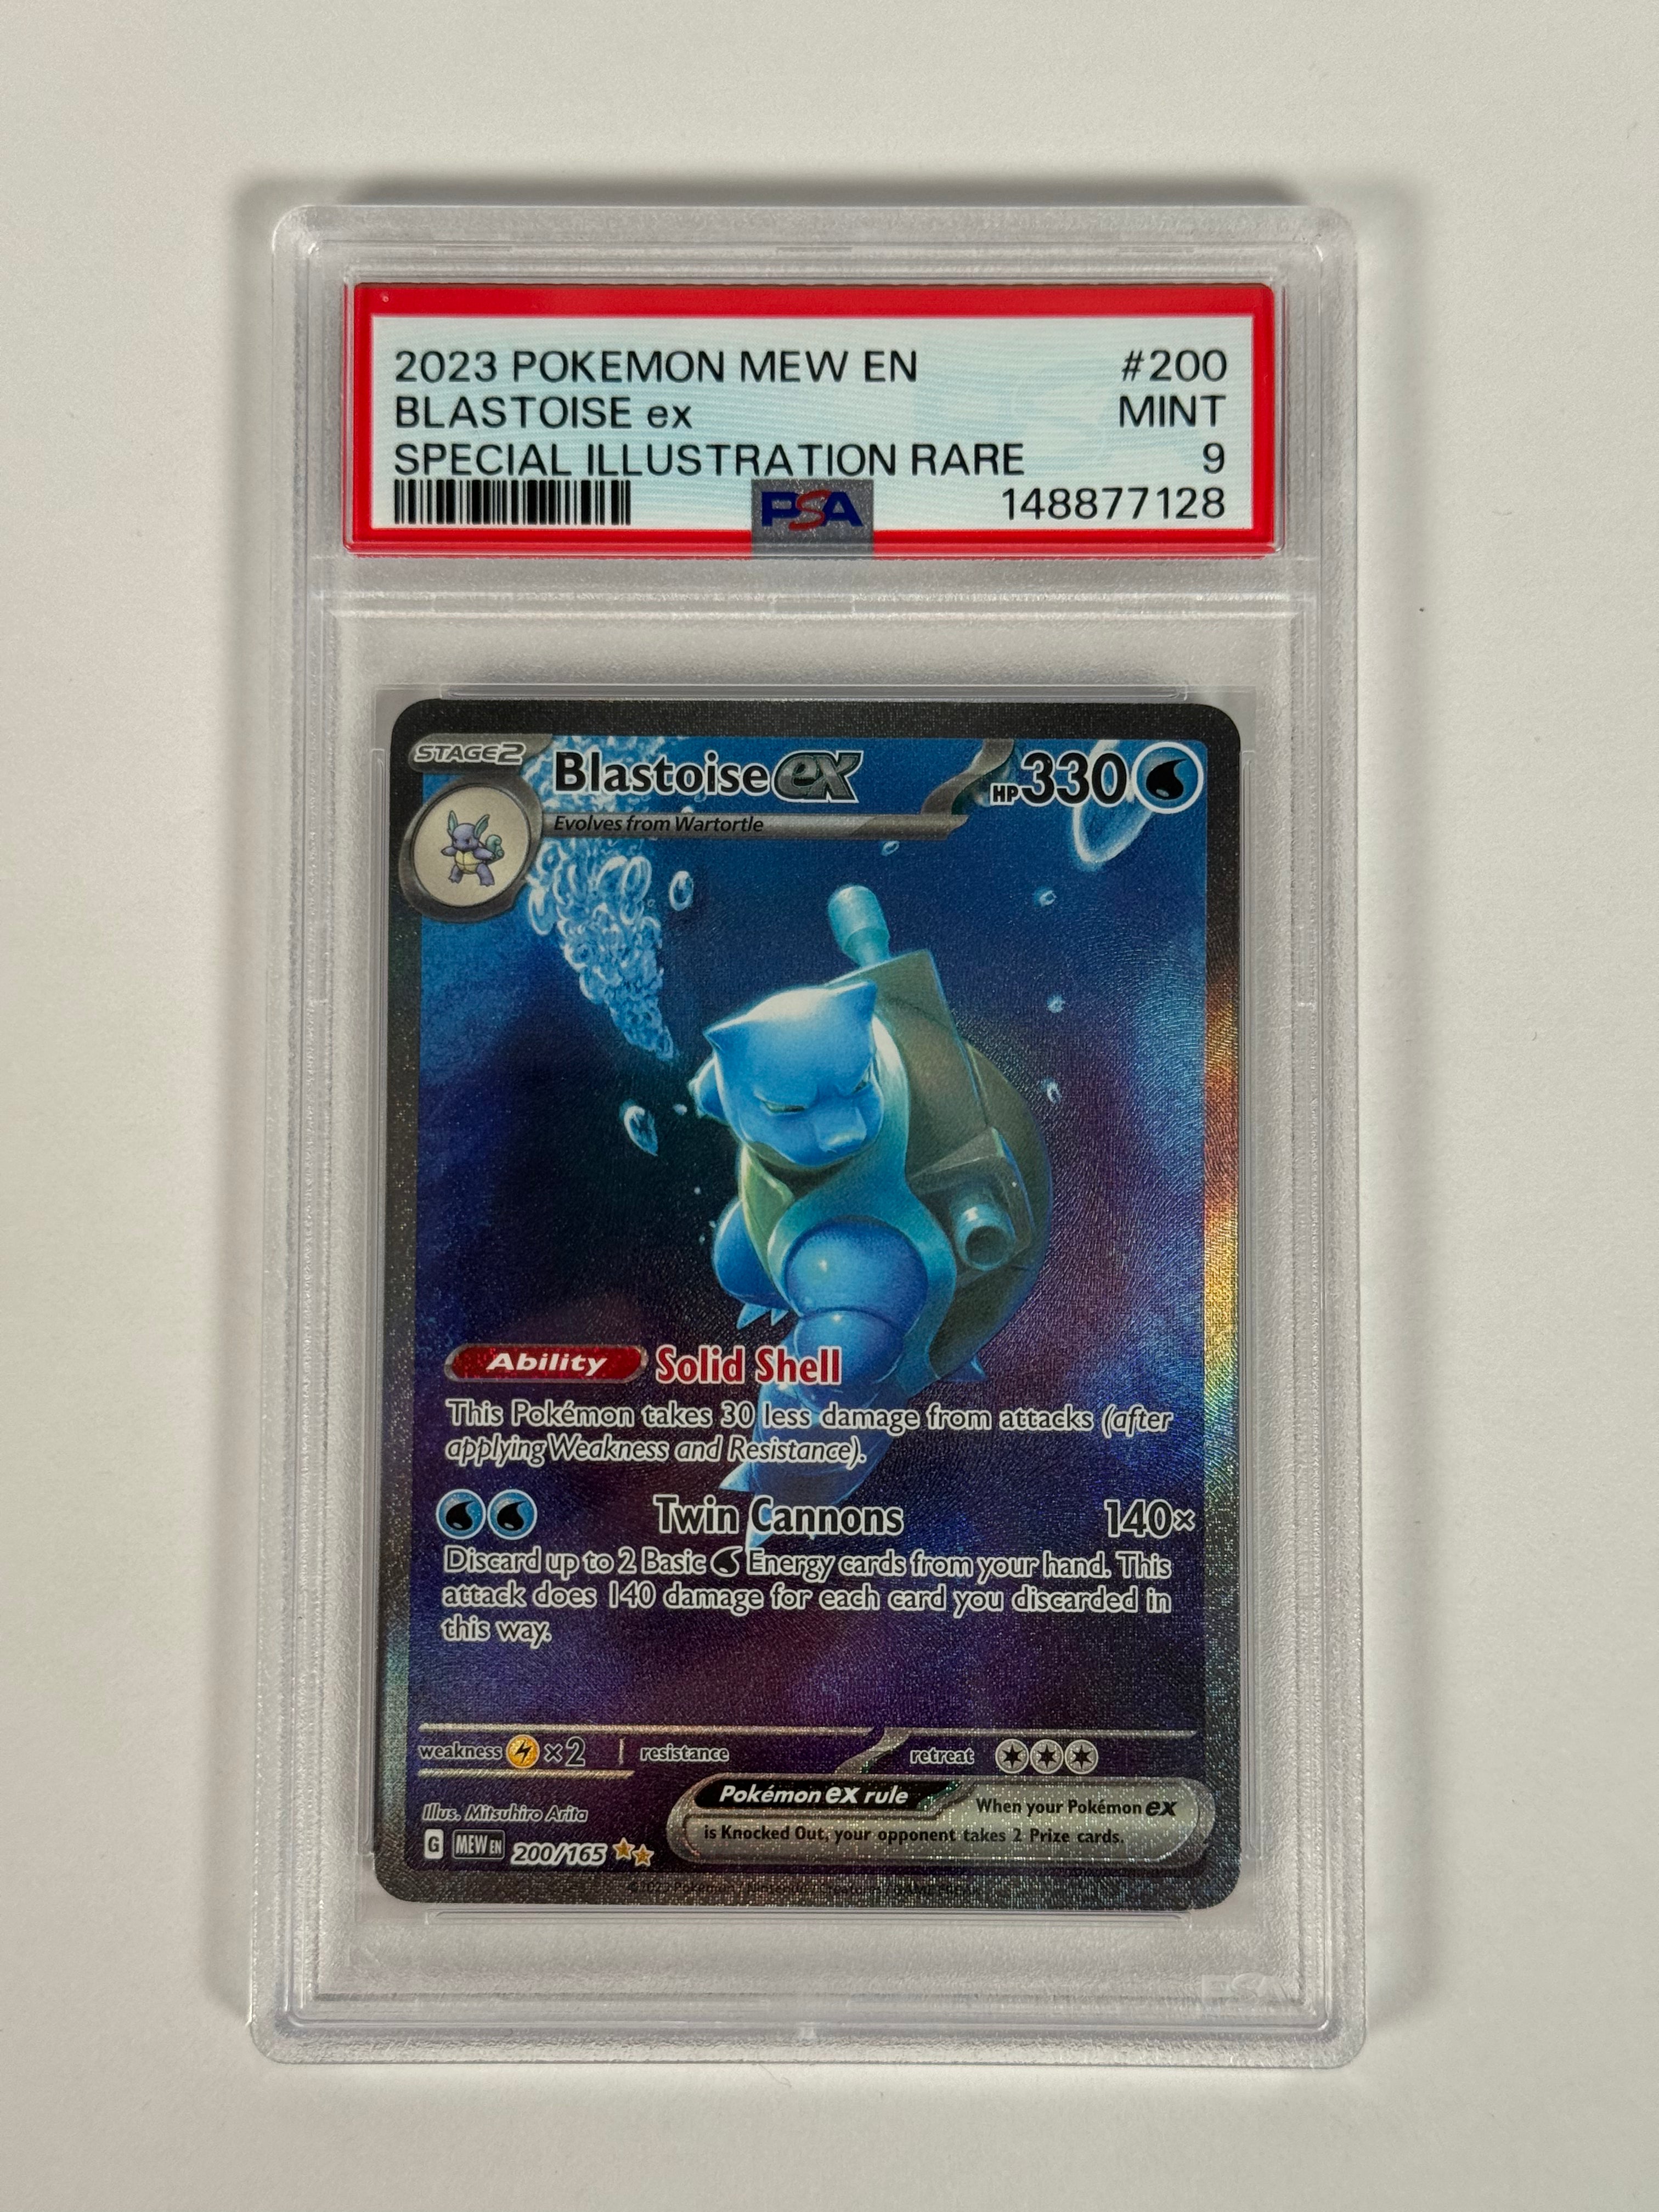 2023 POKEMON MEW EN #200
BLASTOISE ex MINT
SPECIAL ILLUSTRATION RARE 9
PSA 148877128
STAGE2 Blastoise ex HP330
Evolves from Wartortle
Ability Solid Shell
This Pokémon takes 30 less damage from attacks (after
applying Weakness and Resistance).
Twin Cannons 140×
Discard up to 2 Basic Energy cards from your hand. This
attack does 140 damage for each card you discarded in
this way.
weakness ×2 resistance retreat
Pokémon ex rule When your Pokémon ex
is Knocked Out, your opponent takes 2 Prize cards.
Illus. Mitsuhiro Arita
G MEW EN 200/165
©2023 Pokémon